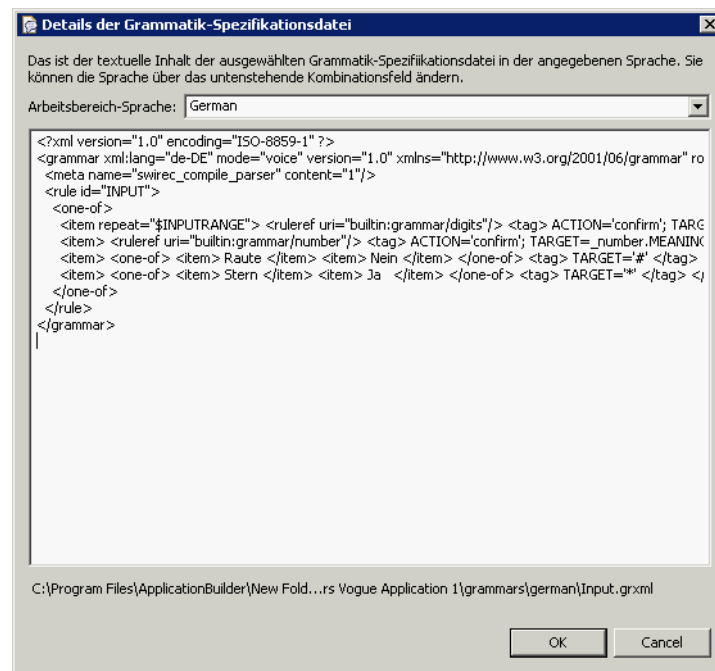 Details der Grammatik-Spezifikationsdatei
Das ist der textuelle Inhalt der ausgewählten Grammatik-Spezifiikationsdatei in der angegebenen Sprache. Sie
können die Sprache über das untenstehende Kombinationsfeld ändern.
Arbeitsbereich-Sprache: German
<?xml version="1.0" encoding="ISO-8859-1" ?>
<grammar xml:lang="de-DE" mode="voice" version="1.0" xmlns="http://www.w3.org/2001/06/grammar" ro
<meta name="swirec_compile_parser" content="1"/>
<rule id="INPUT">
<one-of>
<item repeat="$INPUTRANGE"> <ruleref uri="builtin:grammar/digits"/> <tag> ACTION='confirm'; TARG
<item> <ruleref uri="builtin:grammar/number"/> <tag> ACTION='confirm'; TARGET=_number.MEANING
<item> <one-of> <item> Raute </item> <item> Nein </item> </one-of> <tag> TARGET='#' </tag>
<item> <one-of> <item> Stern </item> <item> Ja </item> </one-of> <tag> TARGET='*' </tag> </
</one-of>
</rule>
</grammar>
C:\Program Files\ApplicationBuilder\New Fold...rs Vogue Application 1\grammars\german\Input.grxml
OK Cancel